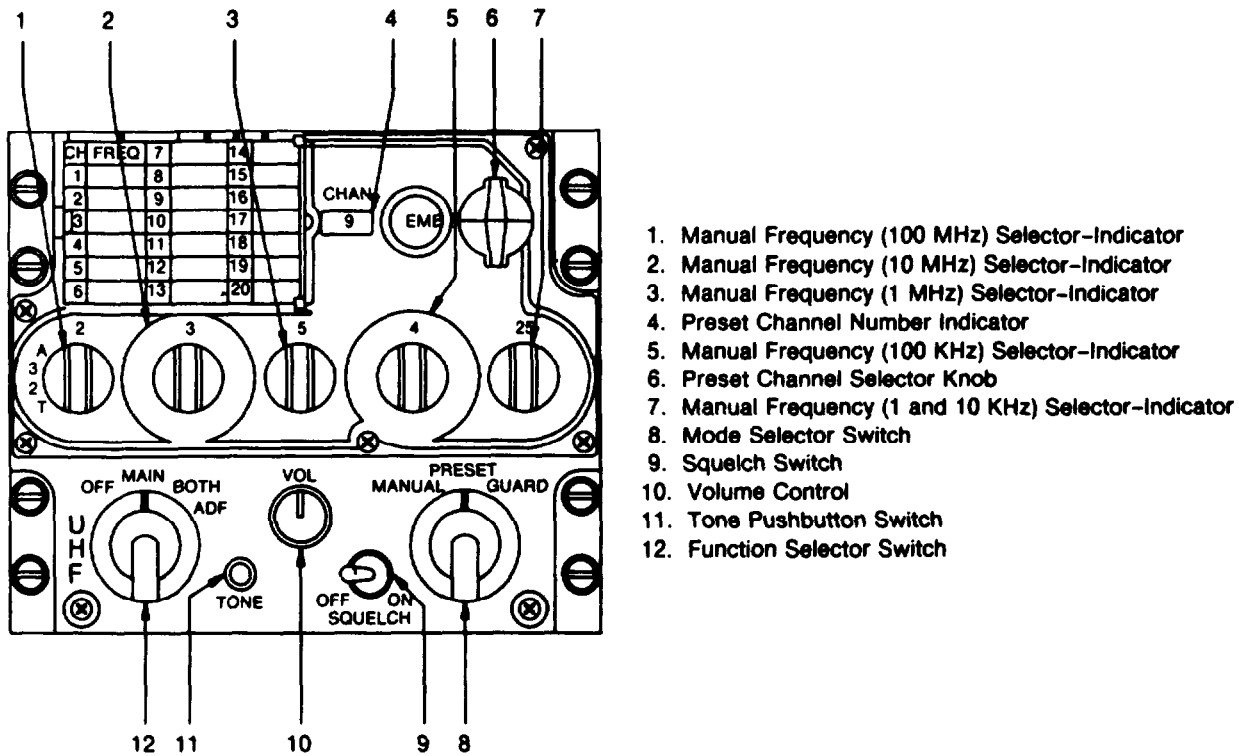 1 2 3 4 5 6 7
CH FREQ 7 14
1 8 15
2 9 16
3 10 17
4 11 18
5 12 19
6 13 20
CHAN
9
EME
2 3 5 4 25
A
3
2
T
UHF
OFF MAIN BOTH ADF
VOL
MANUAL PRESET GUARD
TONE
OFF ON
SQUELCH
12 11 10 9 8
1. Manual Frequency (100 MHz) Selector-Indicator
2. Manual Frequency (10 MHz) Selector-Indicator
3. Manual Frequency (1 MHz) Selector-Indicator
4. Preset Channel Number Indicator
5. Manual Frequency (100 KHz) Selector-Indicator
6. Preset Channel Selector Knob
7. Manual Frequency (1 and 10 KHz) Selector-Indicator
8. Mode Selector Switch
9. Squelch Switch
10. Volume Control
11. Tone Pushbutton Switch
12. Function Selector Switch